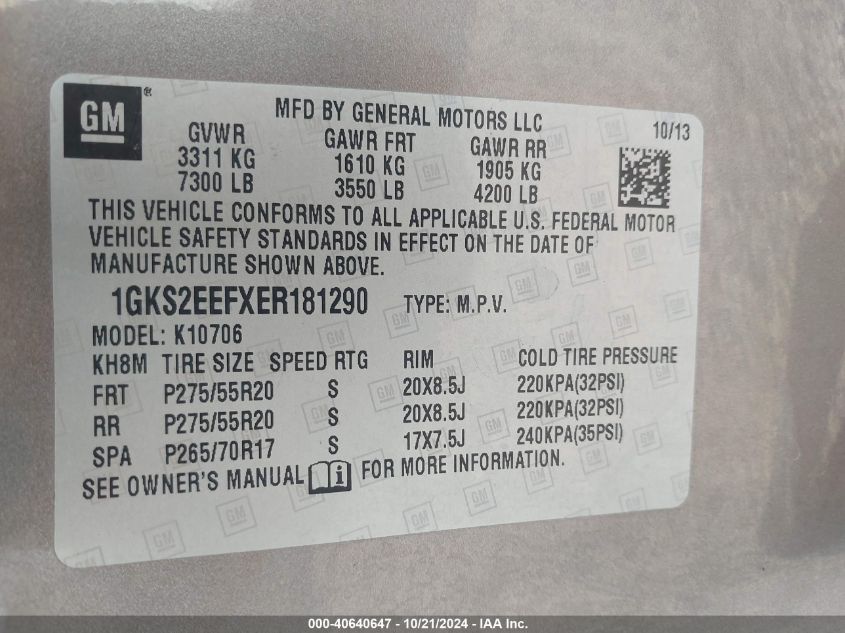 GM®
MFD BY GENERAL MOTORS LLC
10/13
GVWR GAWR FRT GAWR RR
3311 KG 1610 KG 1905 KG
7300 LB 3550 LB 4200 LB
THIS VEHICLE CONFORMS TO ALL APPLICABLE U.S. FEDERAL MOTOR
VEHICLE SAFETY STANDARDS IN EFFECT ON THE DATE OF
MANUFACTURE SHOWN ABOVE.
1GKS2EEFXER181290 TYPE: M.P.V.
MODEL: K10706
KH8M TIRE SIZE SPEED RTG RIM COLD TIRE PRESSURE
FRT P275/55R20 S 20X8.5J 220KPA(32PSI)
RR P275/55R20 S 20X8.5J 220KPA(32PSI)
SPA P265/70R17 S 17X7.5J 240KPA(35PSI)
SEE OWNER'S MANUAL i FOR MORE INFORMATION.
000-40640647 - 10/21/2024 - IAA Inc.